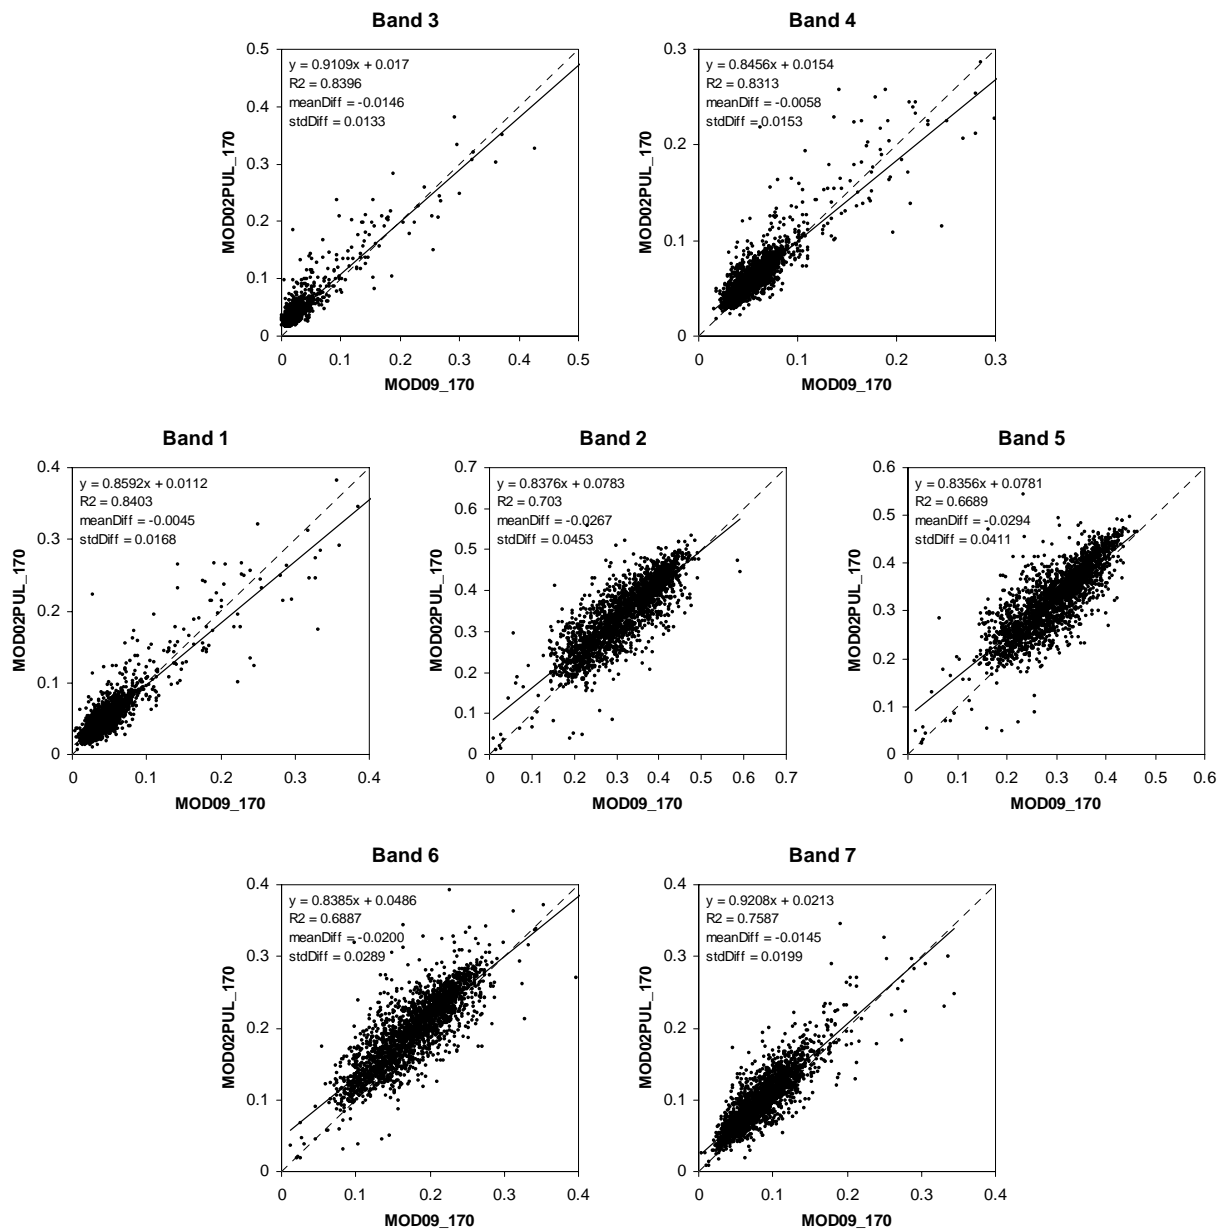 Band 3
0.5
0.4
0.3
0.2
0.1
0
MOD02PUL_170
y = 0.9109x + 0.017
R2 = 0.8396
meanDiff = -0.0146
stdDiff = 0.0133
0 0.1 0.2 0.3 0.4 0.5
MOD09_170
Band 4
0.3
0.2
0.1
0
MOD02PUL_170
y = 0.8456x + 0.0154
R2 = 0.8313
meanDiff = -0.0058
stdDiff = 0.0153
0 0.1 0.2 0.3
MOD09_170
Band 1
0.4
0.3
0.2
0.1
0
MOD02PUL_170
y = 0.8592x + 0.0112
R2 = 0.8403
meanDiff = -0.0045
stdDiff = 0.0168
0 0.1 0.2 0.3 0.4
MOD09_170
Band 2
0.7
0.6
0.5
0.4
0.3
0.2
0.1
0
MOD02PUL_170
y = 0.8376x + 0.0783
R2 = 0.703
meanDiff = -0.0267
stdDiff = 0.0453
0 0.1 0.2 0.3 0.4 0.5 0.6 0.7
MOD09_170
Band 5
0.6
0.5
0.4
0.3
0.2
0.1
0
MOD02PUL_170
y = 0.8356x + 0.0781
R2 = 0.6689
meanDiff = -0.0294
stdDiff = 0.0411
0 0.1 0.2 0.3 0.4 0.5 0.6
MOD09_170
Band 6
0.4
0.3
0.2
0.1
0
MOD02PUL_170
y = 0.8385x + 0.0486
R2 = 0.6887
meanDiff = -0.0200
stdDiff = 0.0289
0 0.1 0.2 0.3 0.4
MOD09_170
Band 7
0.4
0.3
0.2
0.1
0
MOD02PUL_170
y = 0.9208x + 0.0213
R2 = 0.7587
meanDiff = -0.0145
stdDiff = 0.0199
0 0.1 0.2 0.3 0.4
MOD09_170